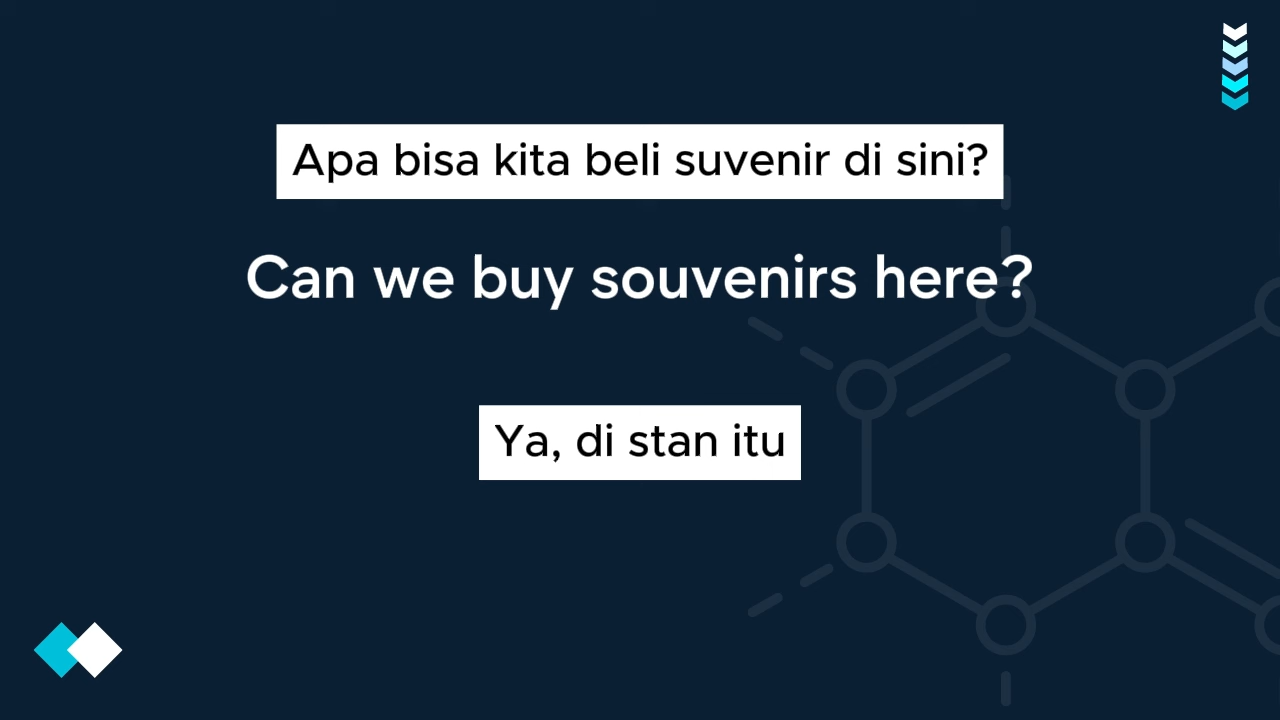 Apa bisa kita beli suvenir di sini?
Can we buy souvenirs here?
Ya, di stan itu